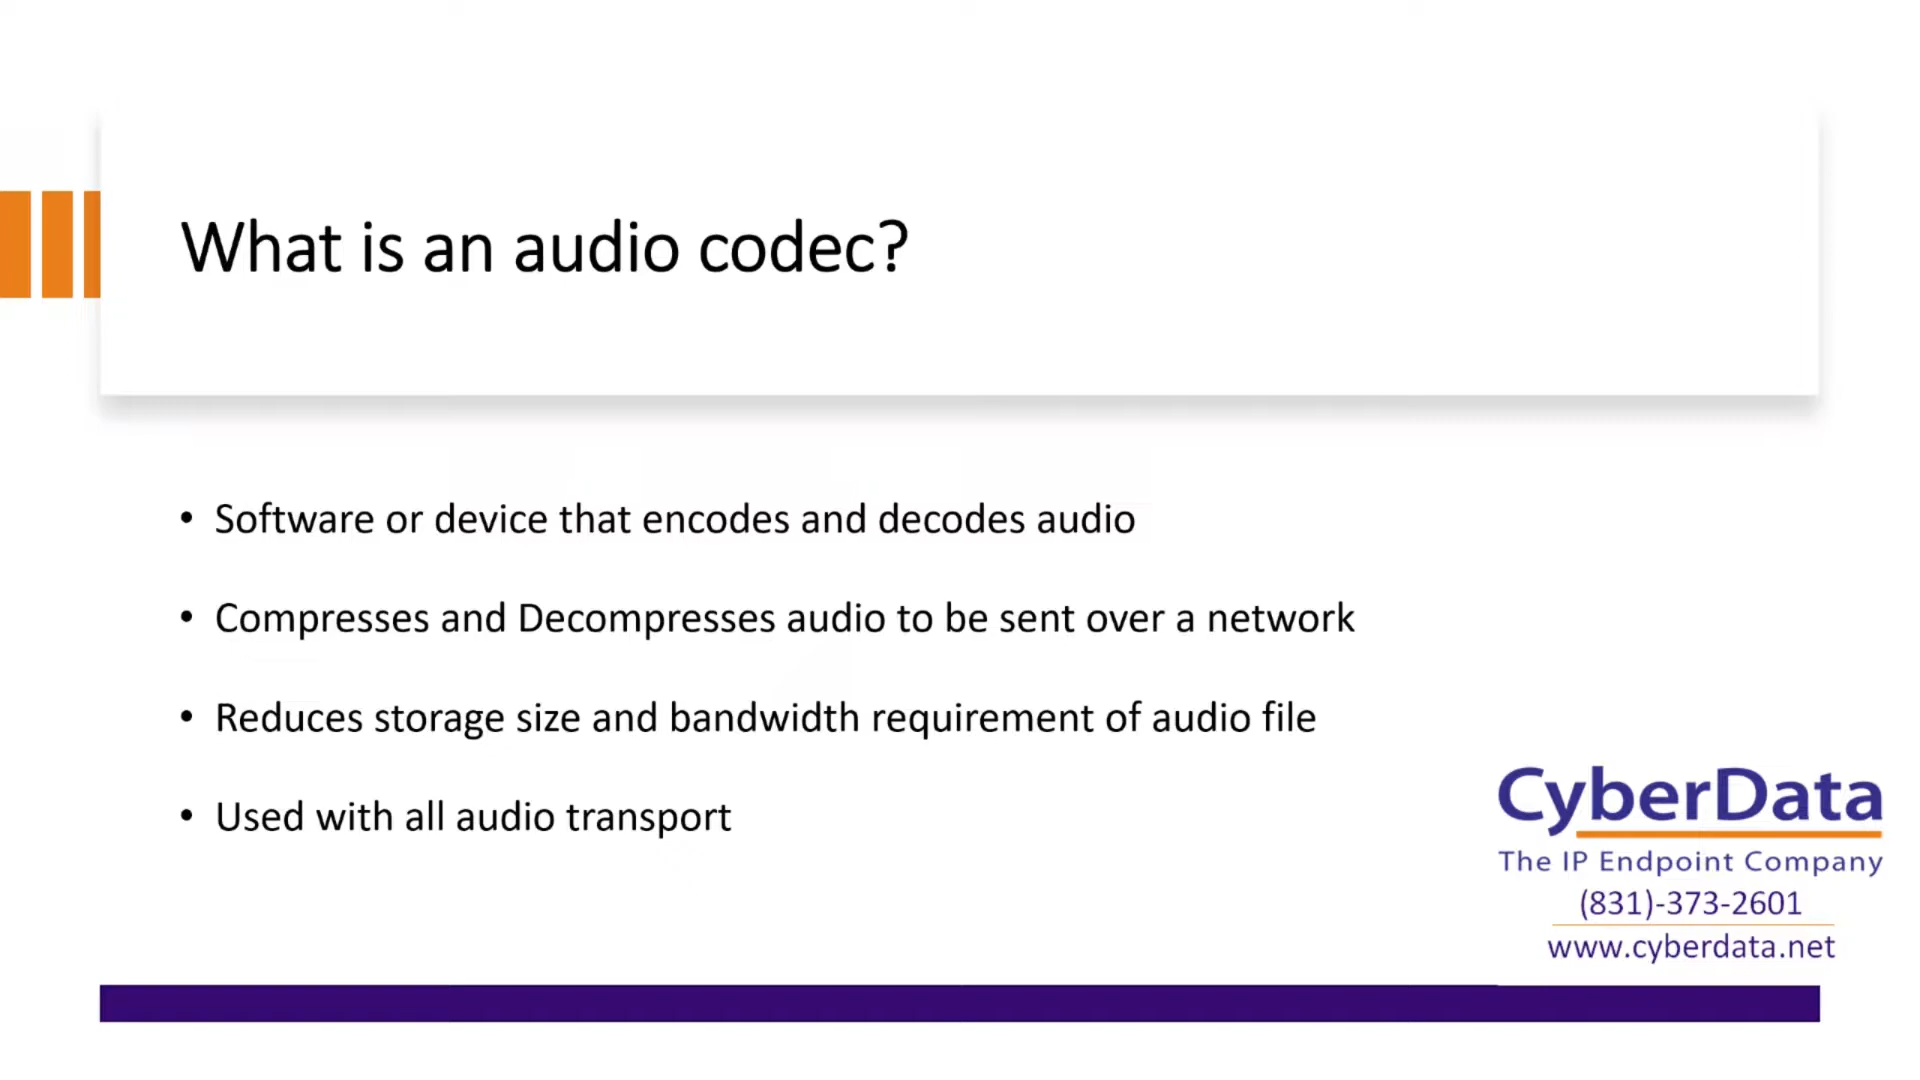 What is an audio codec?
• Software or device that encodes and decodes audio
• Compresses and Decompresses audio to be sent over a network
• Reduces storage size and bandwidth requirement of audio file
• Used with all audio transport
CyberData
The IP Endpoint Company
(831)-373-2601
www.cyberdata.net